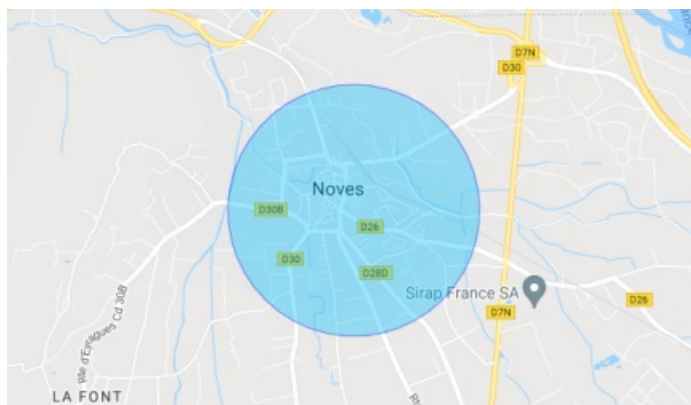 D7N
D30
Noves
D30B
D26
D30
D28D
Sirap France SA
D26
D7N
Rte d'Eyragues Cd 30B
LA FONT